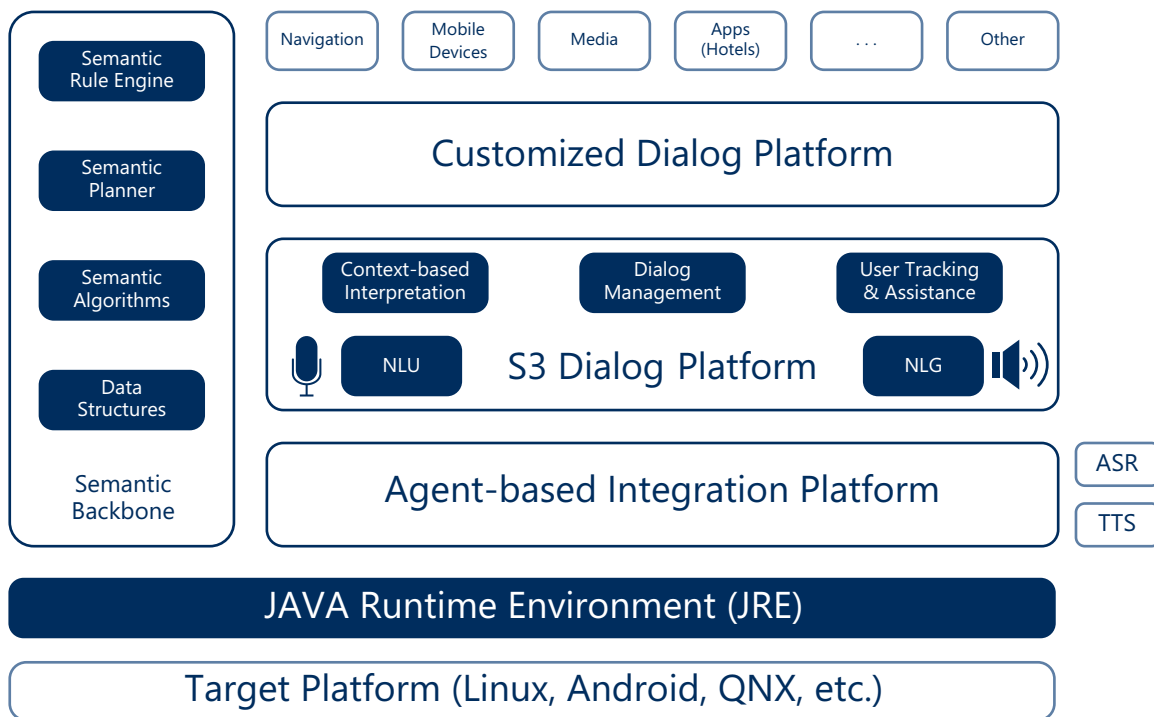 Semantic
Rule Engine
Semantic
Planner
Semantic
Algorithms
Data
Structures
Semantic
Backbone
Navigation
Mobile
Devices
Media
Apps
(Hotels)
. . .
Other
Customized Dialog Platform
Context-based
Interpretation
Dialog
Management
User Tracking
& Assistance
NLU
S3 Dialog Platform
NLG
Agent-based Integration Platform
ASR
TTS
JAVA Runtime Environment (JRE)
Target Platform (Linux, Android, QNX, etc.)